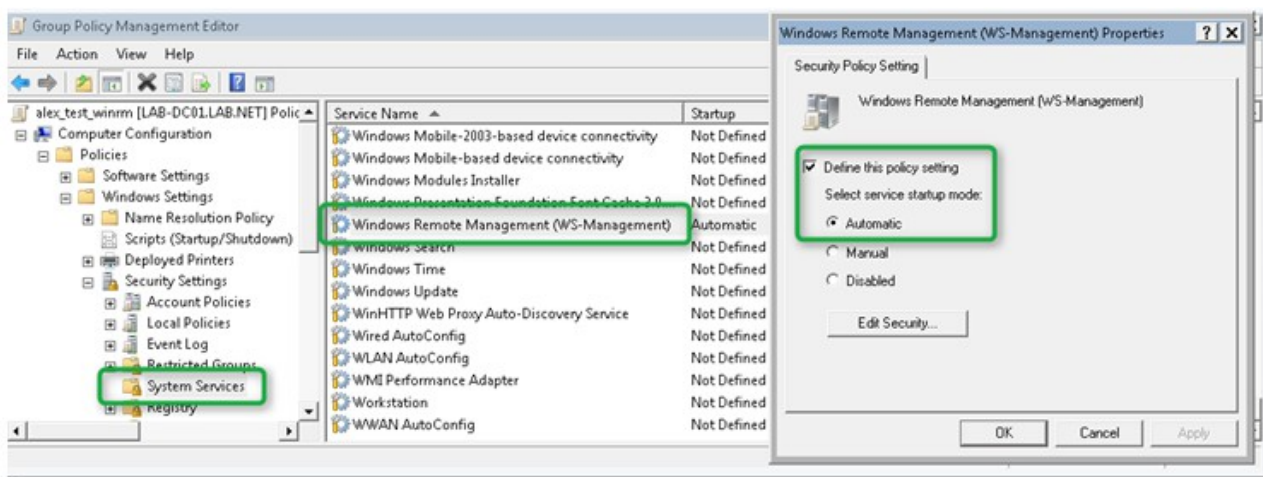 Group Policy Management Editor
File Action View Help
alex_test_winrm [LAB-DC01.LAB.NET] Polic
Computer Configuration
Policies
Software Settings
Windows Settings
Name Resolution Policy
Scripts (Startup/Shutdown)
Deployed Printers
Security Settings
Account Policies
Local Policies
Event Log
Restricted Groups
System Services
Registry
Service Name Startup
Windows Mobile-2003-based device connectivity Not Defined
Windows Mobile-based device connectivity Not Defined
Windows Modules Installer Not Defined
Windows Presentation Foundation Font Cache 3.0 Not Defined
Windows Remote Management (WS-Management) Automatic
Windows Search Not Defined
Windows Time Not Defined
Windows Update Not Defined
WinHTTP Web Proxy Auto-Discovery Service Not Defined
Wired AutoConfig Not Defined
WLAN AutoConfig Not Defined
WMI Performance Adapter Not Defined
Workstation Not Defined
WWAN AutoConfig Not Defined
Windows Remote Management (WS-Management) Properties
Security Policy Setting
Windows Remote Management (WS-Management)
Define this policy setting
Select service startup mode:
Automatic
Manual
Disabled
Edit Security...
OK Cancel Apply